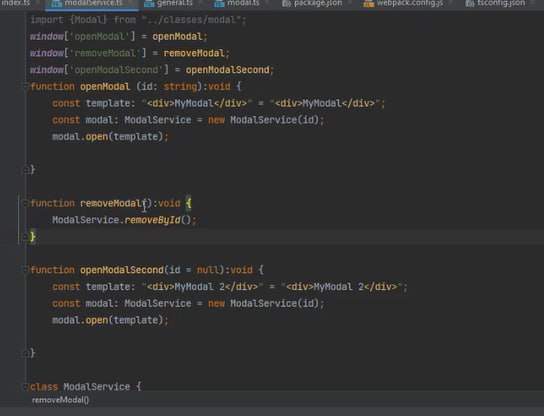 index.ts modalService.ts general.ts modal.ts package.json webpack.config.js tsconfig.json
import {Modal} from "../classes/modal";
window['openModal'] = openModal;
window['removeModal'] = removeModal;
window['openModalSecond'] = openModalSecond;
function openModal (id: string):void {
const template: "<div>MyModal</div>" = "<div>MyModal</div>";
const modal: ModalService = new ModalService(id);
modal.open(template);
}
function removeModal():void {
ModalService.removeById();
}
function openModalSecond(id = null):void {
const template: "<div>MyModal 2</div>" = "<div>MyModal 2</div>";
const modal: ModalService = new ModalService(id);
modal.open(template);
}
class ModalService {
removeModal()